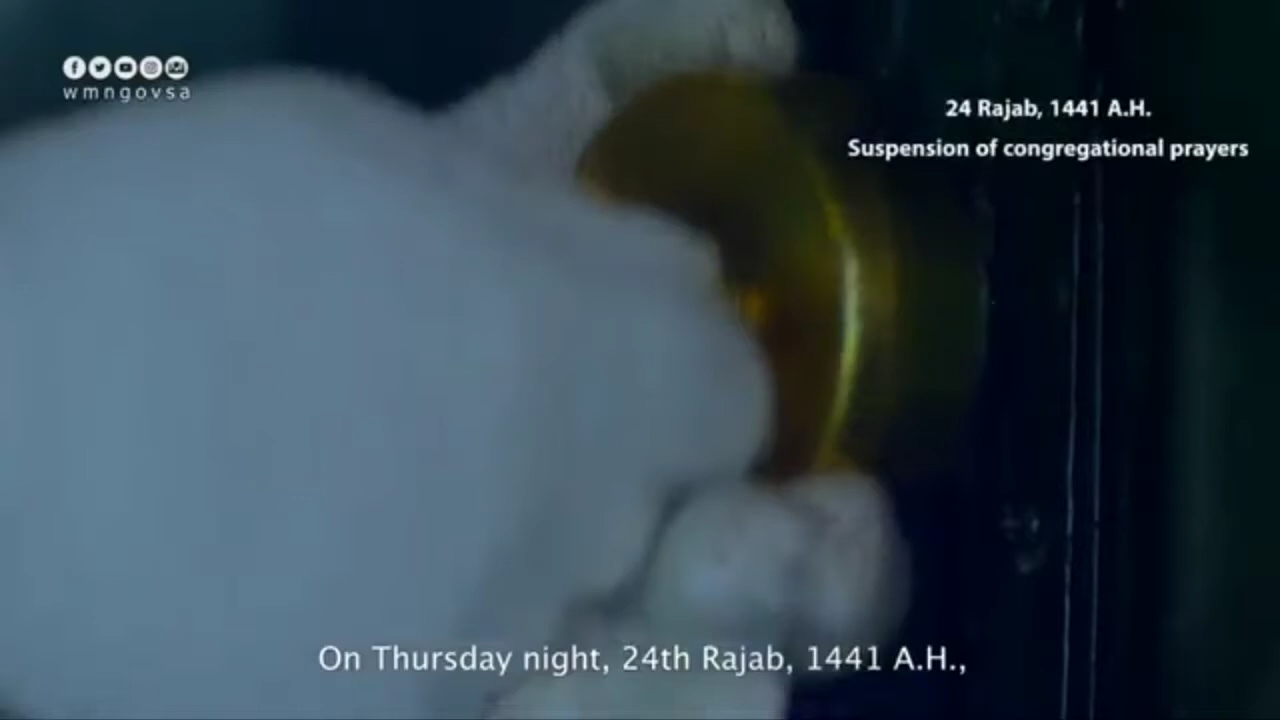 wmngovsa
24 Rajab, 1441 A.H.
Suspension of congregational prayers
On Thursday night, 24th Rajab, 1441 A.H.,